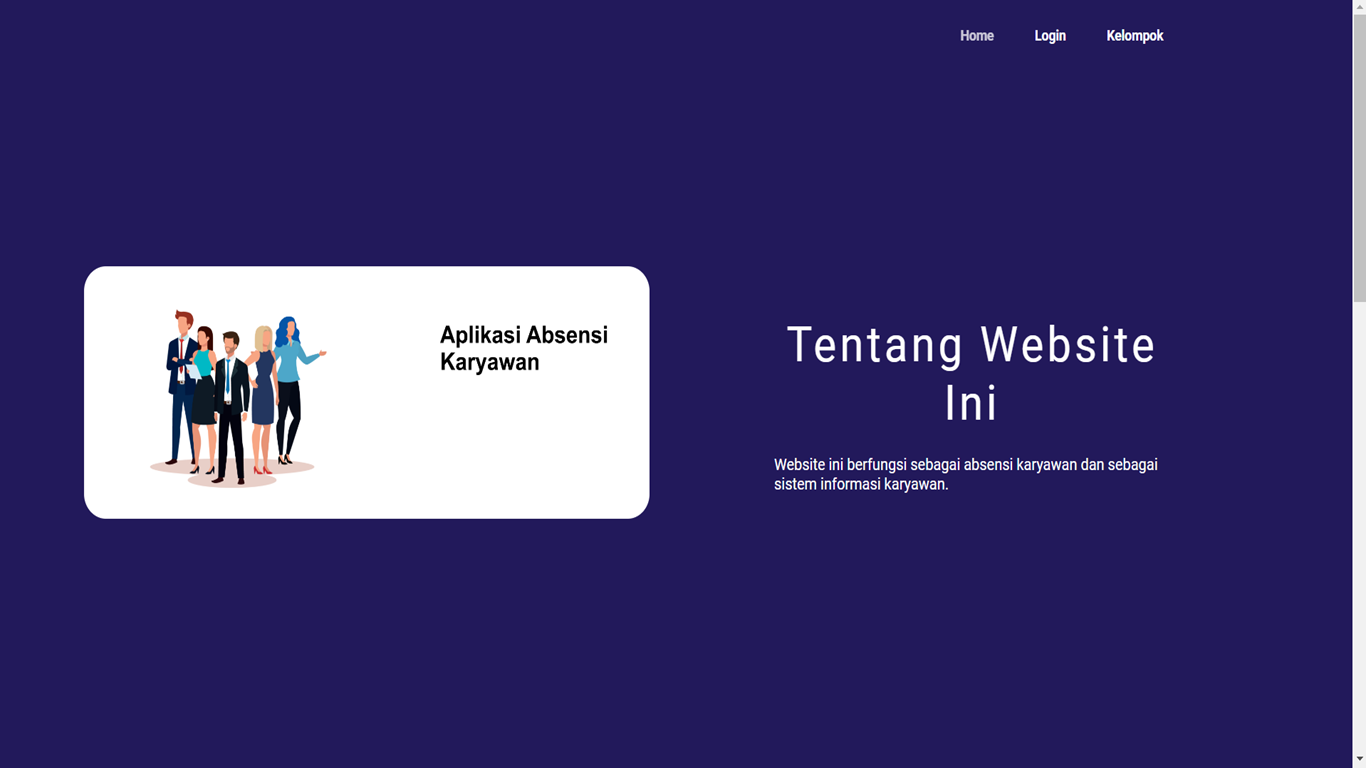 Home Login Kelompok
Aplikasi Absensi
Karyawan
Tentang Website
Ini
Website ini berfungsi sebagai absensi karyawan dan sebagai
sistem informasi karyawan.